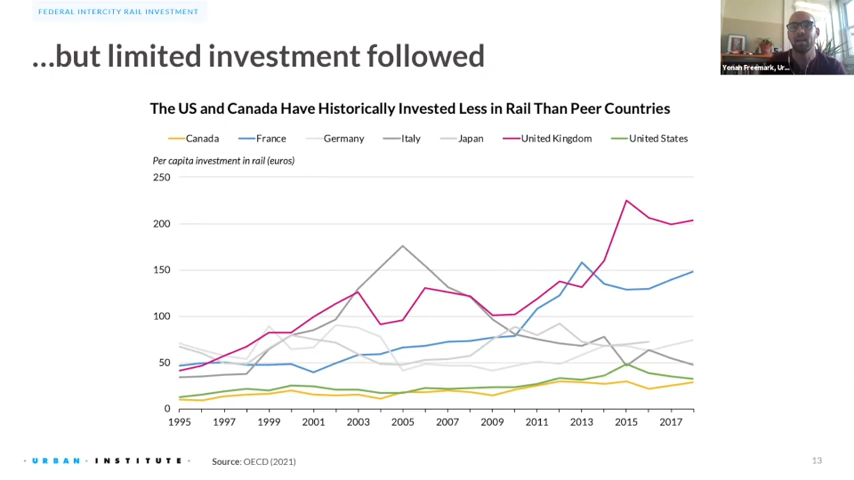 FEDERAL INTERCITY RAIL INVESTMENT
...but limited investment followed
Yonah Freemark, Ur...
The US and Canada Have Historically Invested Less in Rail Than Peer Countries
Canada France Germany Italy Japan United Kingdom United States
Per capita investment in rail (euros)
250
200
150
100
50
0
1995 1997 1999 2001 2003 2005 2007 2009 2011 2013 2015 2017
URBAN · INSTITUTE Source: OECD (2021) 13